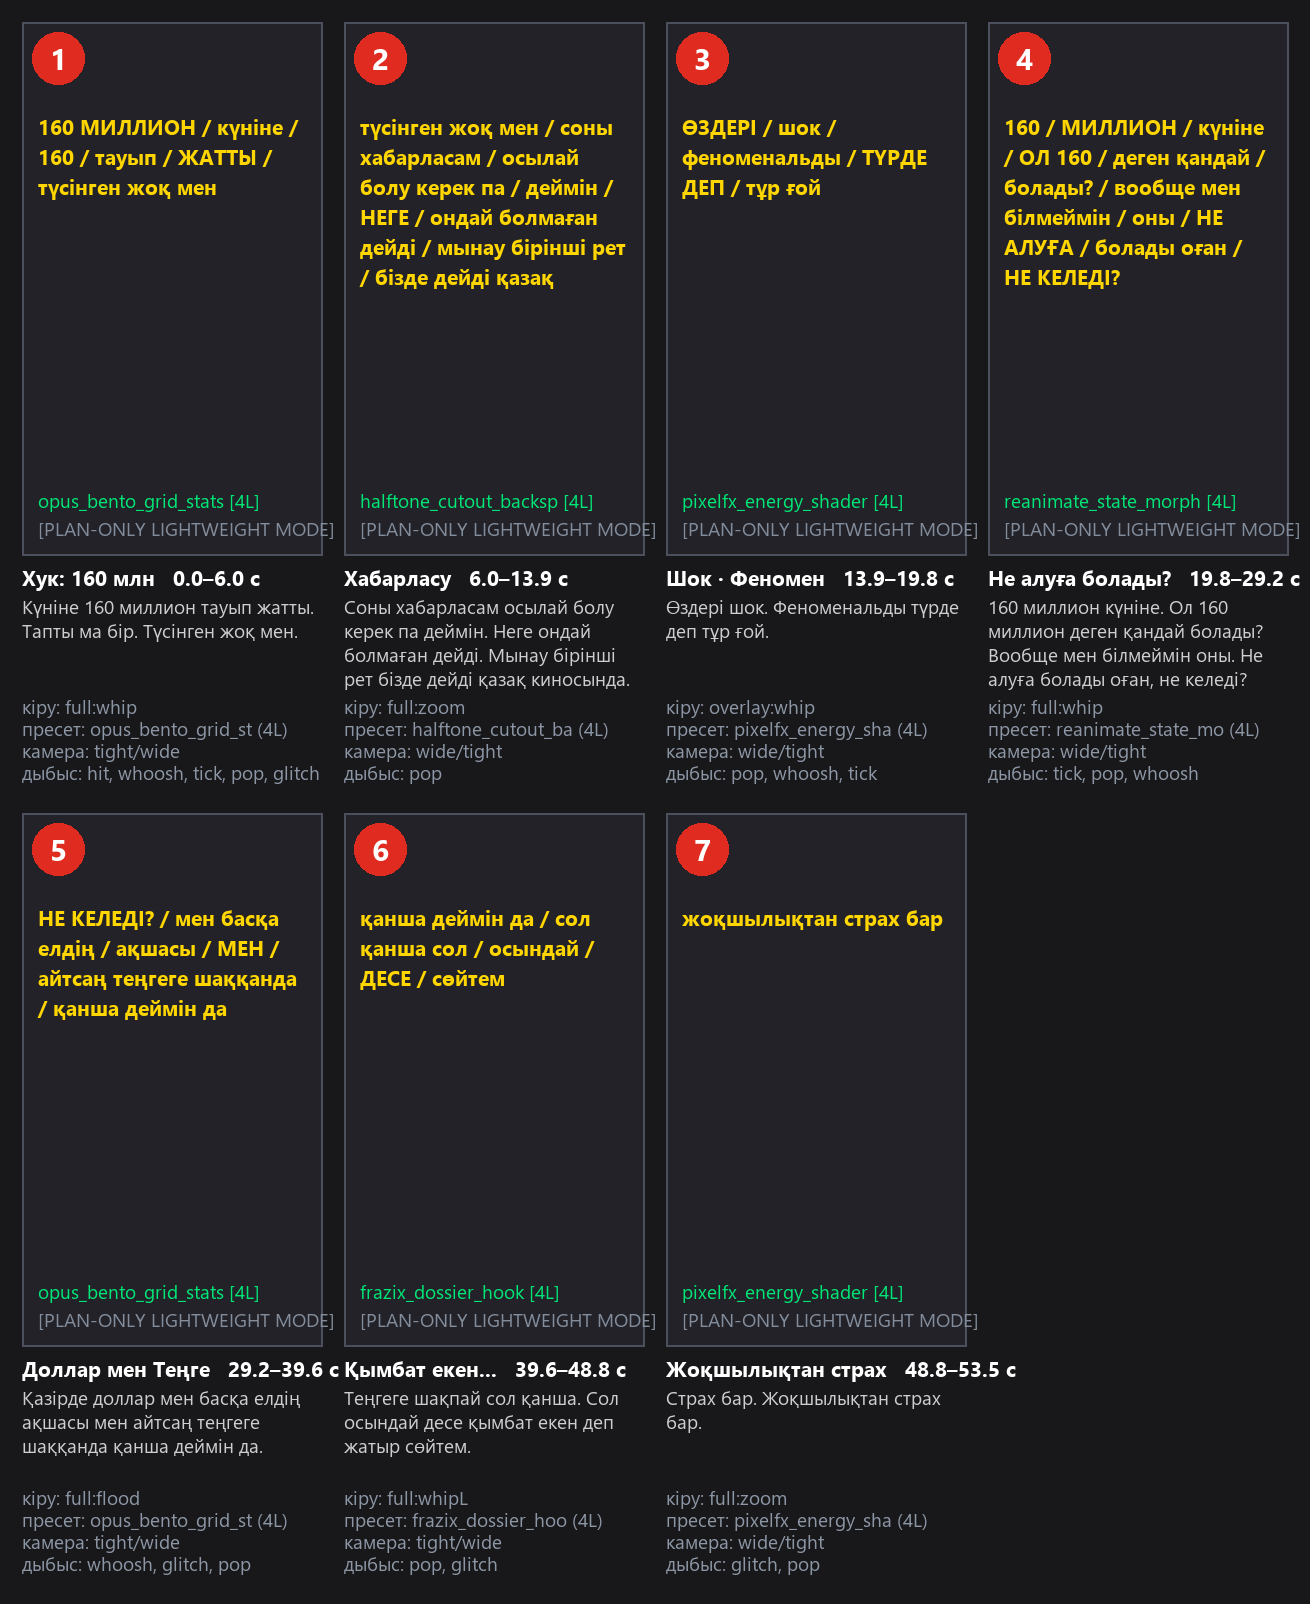 1
160 МИЛЛИОН / күніне /
160 / тауып / ЖАТТЫ /
түсінген жоқ мен
opus_bento_grid_stats [4L]
[PLAN-ONLY LIGHTWEIGHT MODE]
Хук: 160 млн 0.0–6.0 с
Күніне 160 миллион тауып жатты.
Тапты ма бір. Түсінген жоқ мен.
кіру: full:whip
пресет: opus_bento_grid_st (4L)
камера: tight/wide
дыбыс: hit, whoosh, tick, pop, glitch
2
түсінген жоқ мен / соны
хабарласам / осылай
болу керек па / деймін /
НЕГЕ / ондай болмаған
дейді / мынау бірінші рет
/ бізде дейді қазақ
halftone_cutout_backsp [4L]
[PLAN-ONLY LIGHTWEIGHT MODE]
Хабарласу 6.0–13.9 с
Соны хабарласам осылай болу
керек па деймін. Неге ондай
болмаған дейді. Мынау бірінші
рет бізде дейді қазақ киносында.
кіру: full:zoom
пресет: halftone_cutout_ba (4L)
камера: wide/tight
дыбыс: pop
3
ӨЗДЕРІ / шок /
феноменальды / ТҮРДЕ
ДЕП / тұр ғой
pixelfx_energy_shader [4L]
[PLAN-ONLY LIGHTWEIGHT MODE]
Шок · Феномен 13.9–19.8 с
Өздері шок. Феноменальды түрде
деп тұр ғой.
кіру: overlay:whip
пресет: pixelfx_energy_sha (4L)
камера: wide/tight
дыбыс: pop, whoosh, tick
4
160 / МИЛЛИОН / күніне
/ ОЛ 160 / деген қандай /
болады? / вообще мен
білмеймін / оны / НЕ
АЛУҒА / болады оған /
НЕ КЕЛЕДІ?
reanimate_state_morph [4L]
[PLAN-ONLY LIGHTWEIGHT MODE]
Не алуға болады? 19.8–29.2 с
160 миллион күніне. Ол 160
миллион деген қандай болады?
Вообще мен білмеймін оны. Не
алуға болады оған, не келеді?
кіру: full:whip
пресет: reanimate_state_mo (4L)
камера: wide/tight
дыбыс: tick, pop, whoosh
5
НЕ КЕЛЕДІ? / мен басқа
елдің / ақшасы / МЕН /
айтсаң теңгеге шаққанда
/ қанша деймін да
opus_bento_grid_stats [4L]
[PLAN-ONLY LIGHTWEIGHT MODE]
Доллар мен Теңге 29.2–39.6 с
Қазірде доллар мен басқа елдің
ақшасы мен айтсаң теңгеге
шаққанда қанша деймін да.
кіру: full:flood
пресет: opus_bento_grid_st (4L)
камера: tight/wide
дыбыс: whoosh, glitch, pop
6
қанша деймін да / сол
қанша сол / осындай /
ДЕСЕ / сөйтем
frazix_dossier_hook [4L]
[PLAN-ONLY LIGHTWEIGHT MODE]
Қымбат екен... 39.6–48.8 с
Теңгеге шақпай сол қанша. Сол
осындай десе қымбат екен деп
жатыр сөйтем.
кіру: full:whipL
пресет: frazix_dossier_hoo (4L)
камера: tight/wide
дыбыс: pop, glitch
7
жоқшылықтан страх бар
pixelfx_energy_shader [4L]
[PLAN-ONLY LIGHTWEIGHT MODE]
Жоқшылықтан страх 48.8–53.5 с
Страх бар. Жоқшылықтан страх
бар.
кіру: full:zoom
пресет: pixelfx_energy_sha (4L)
камера: wide/tight
дыбыс: glitch, pop